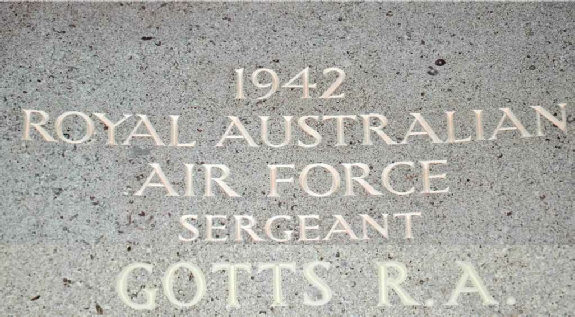 1942
ROYAL AUSTRALIAN
AIR FORCE
SERGEANT
GOTTS R.A.